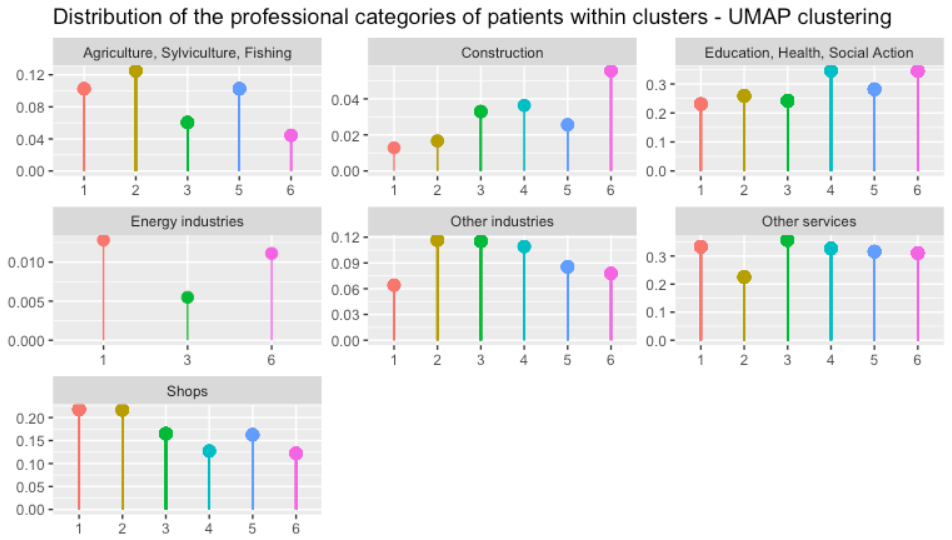 Distribution of the professional categories of patients within clusters - UMAP clustering
Agriculture, Sylviculture, Fishing
0.12
0.08
0.04
0.00
1 2 3 5 6
Construction
0.04
0.02
0.00
1 2 3 4 5 6
Education, Health, Social Action
0.3
0.2
0.1
0.0
1 2 3 4 5 6
Energy industries
0.010
0.005
0.000
1 3 6
Other industries
0.12
0.09
0.06
0.03
0.00
1 2 3 4 5 6
Other services
0.3
0.2
0.1
0.0
1 2 3 4 5 6
Shops
0.20
0.15
0.10
0.05
0.00
1 2 3 4 5 6